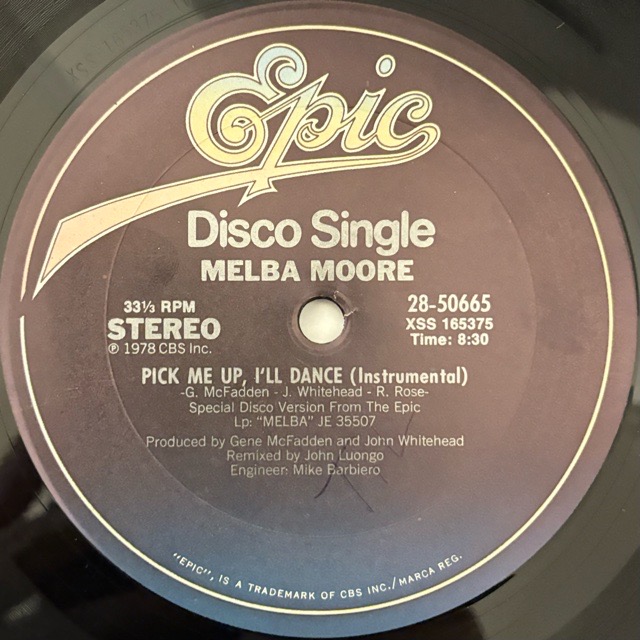 Epic
Disco Single
MELBA MOORE
33⅓ RPM
STEREO
℗ 1978 CBS Inc.
28-50665
XSS 165375
Time: 8:30
PICK ME UP, I'LL DANCE (Instrumental)
-G. McFadden - J. Whitehead - R. Rose-
Special Disco Version From The Epic
Lp: "MELBA" JE 35507
Produced by Gene McFadden and John Whitehead
Remixed by John Luongo
Engineer: Mike Barbiero
"EPIC", IS A TRADEMARK OF CBS INC./MARCA REG.